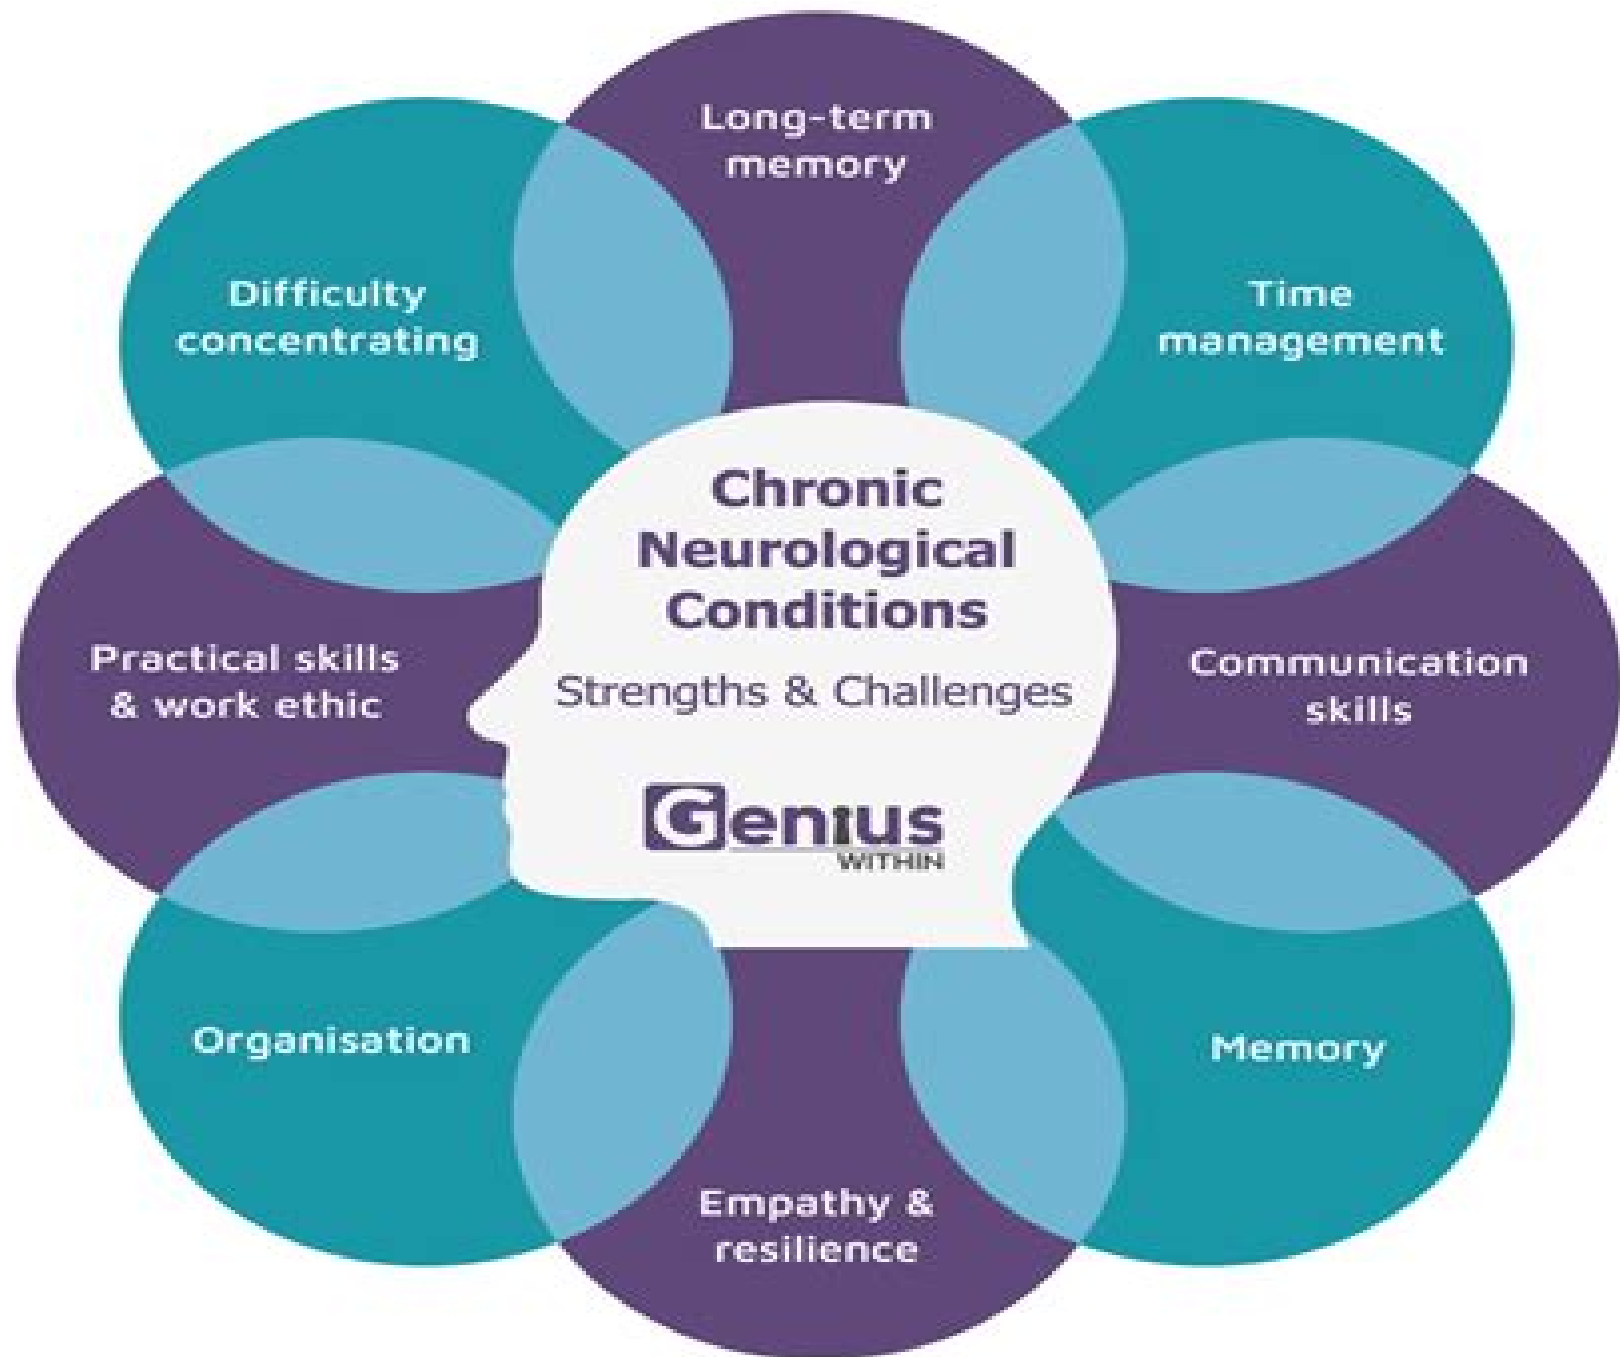 Long-term
memory
Difficulty
concentrating
Time
management
Chronic
Neurological
Conditions
Strengths & Challenges
Genius
WITHIN
Practical skills
& work ethic
Communication
skills
Organisation
Memory
Empathy &
resilience